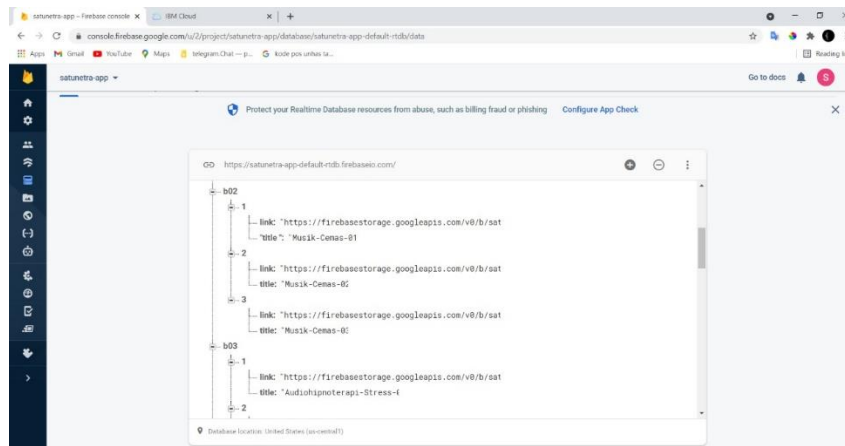 satunetra-app – Firebase console
IBM Cloud
console.firebase.google.com/u/2/project/satunetra-app/database/satunetra-app-default-rtdb/data
Apps
Gmail
YouTube
Maps
telegram.Chat — p...
kode pos unhas ta...
Reading
satunetra-app
Go to docs
S
Protect your Realtime Database resources from abuse, such as billing fraud or phishing
Configure App Check
https://satunetra-app-default-rtdb.firebaseio.com/
b02
1
link: "https://firebasestorage.googleapis.com/v0/b/sat
"title": "Musik-Cemas-01
2
link: "https://firebasestorage.googleapis.com/v0/b/sat
title: "Musik-Cemas-02
3
link: "https://firebasestorage.googleapis.com/v0/b/sat
title: "Musik-Cemas-03
b03
1
link: "https://firebasestorage.googleapis.com/v0/b/sat
title: "Audiohipnoterapi-Stress-
2
Database location: United States (us-central1)